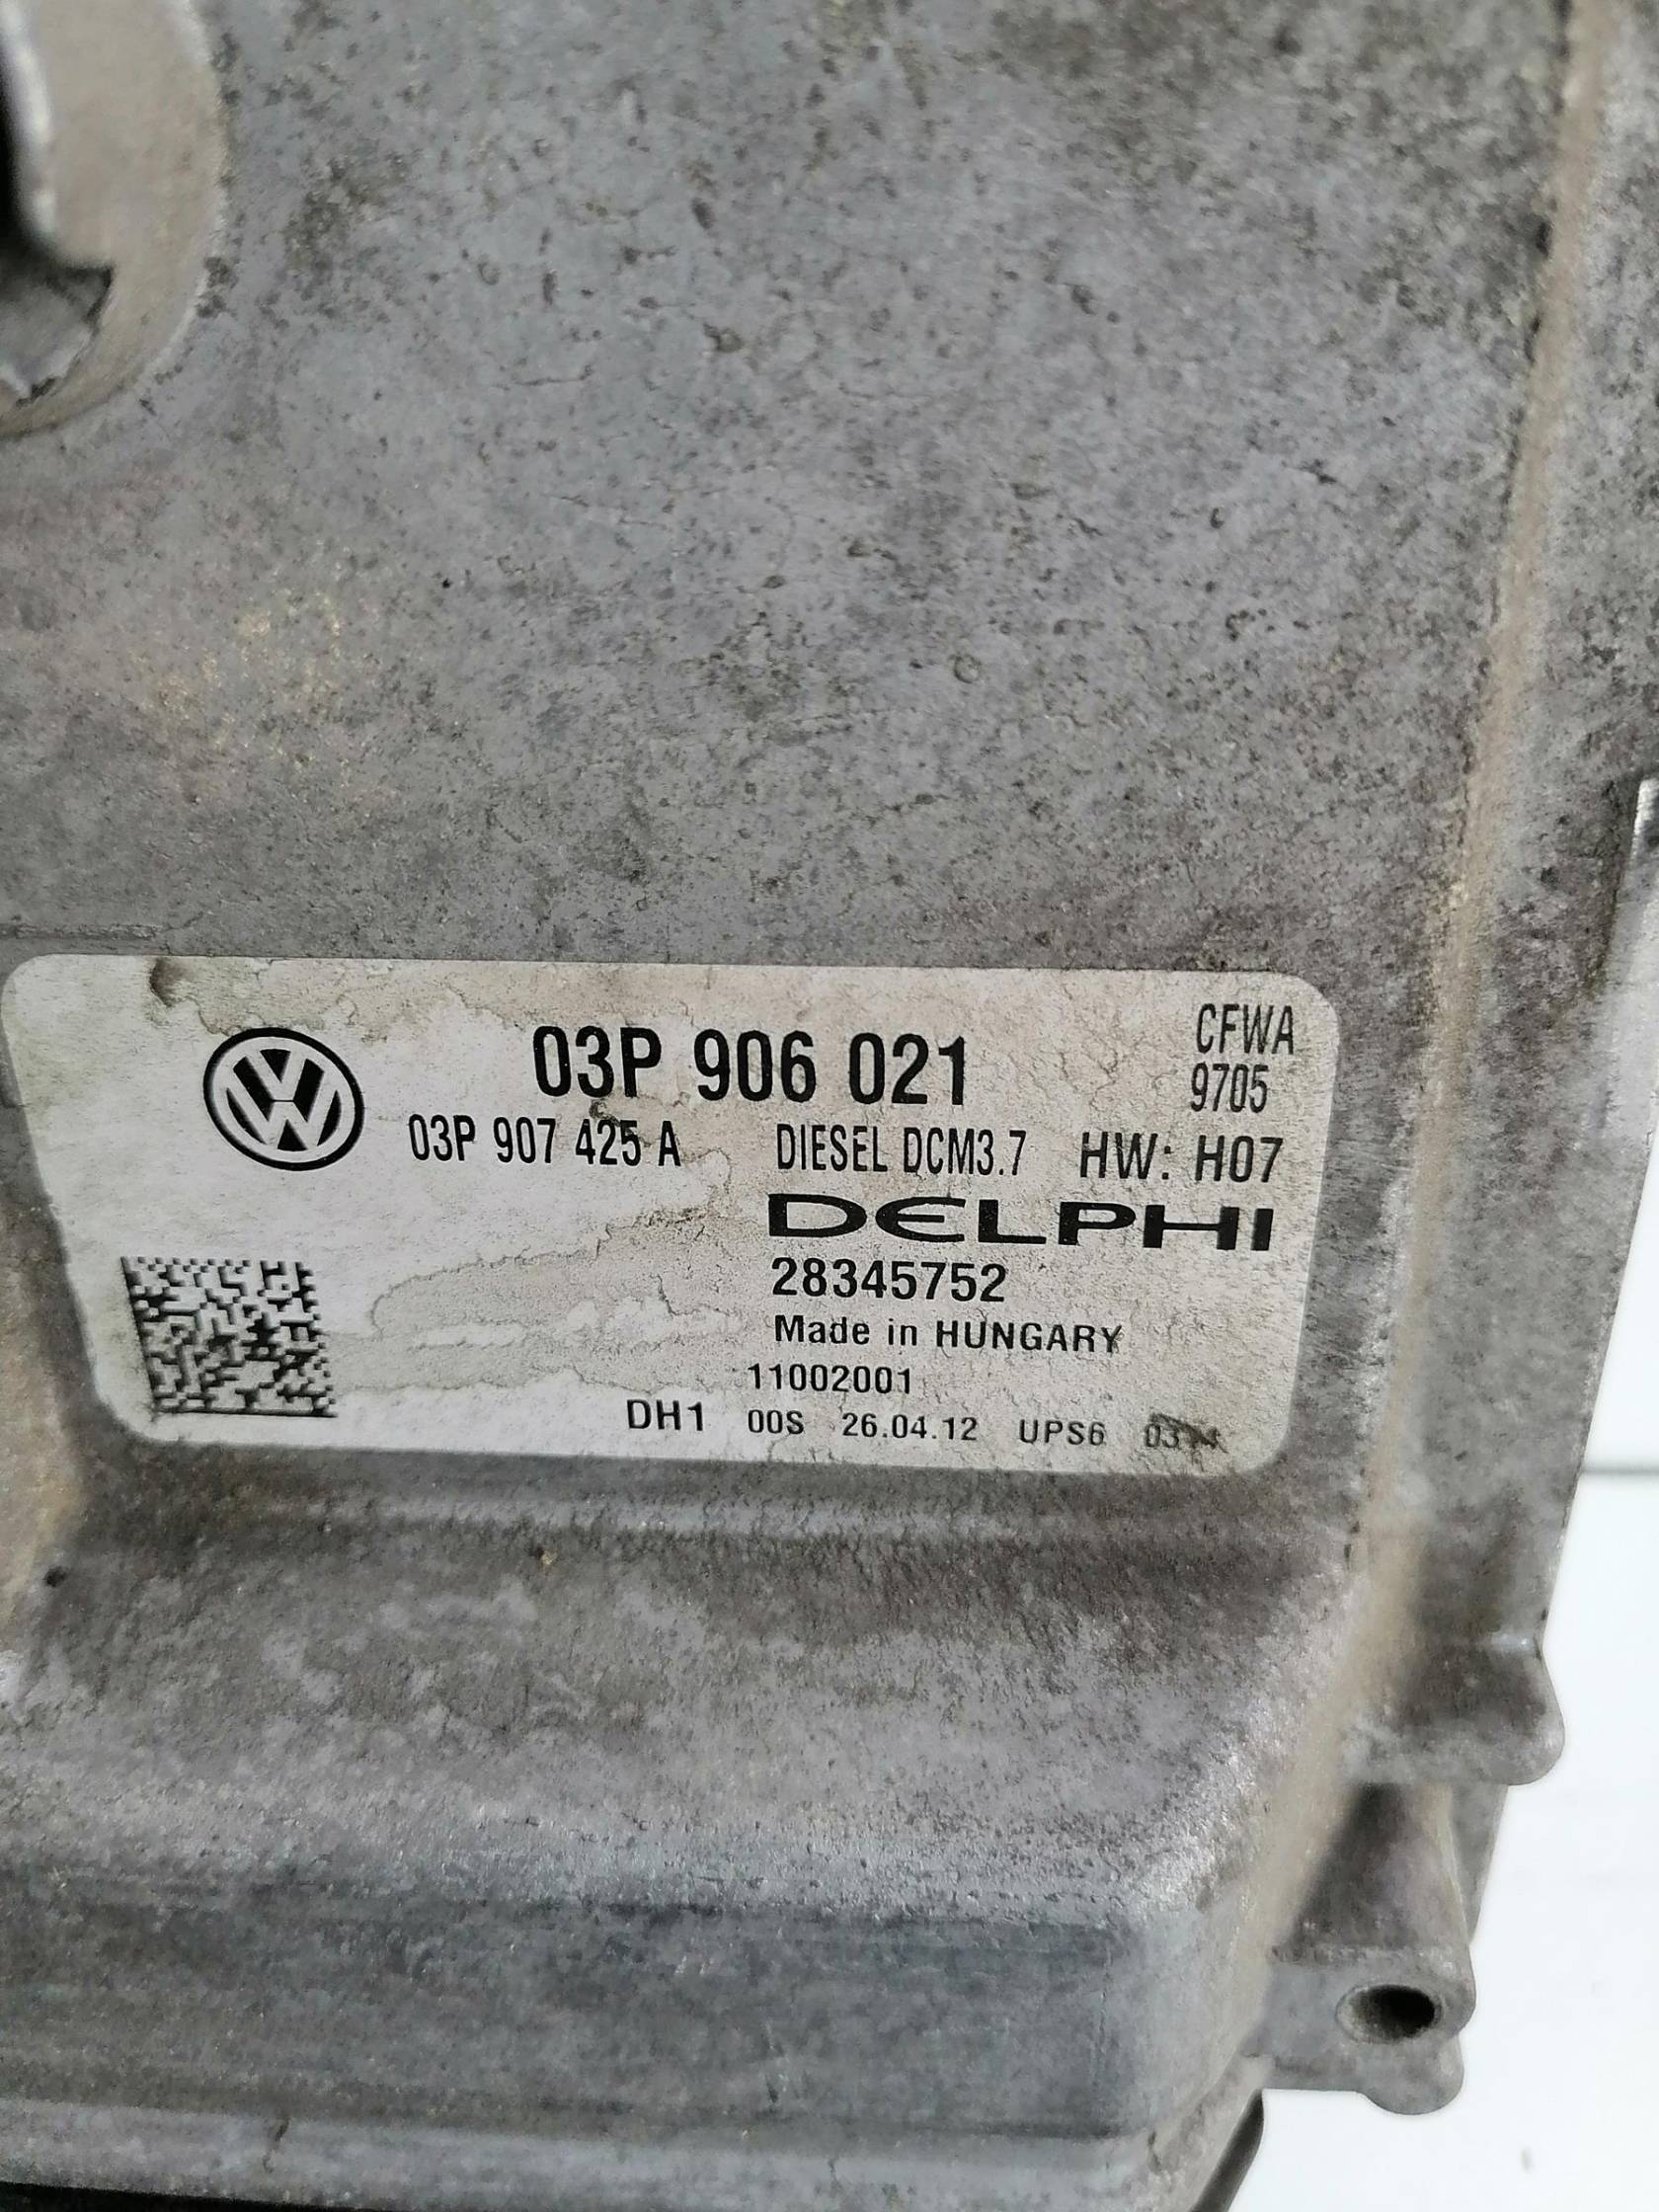 03P 906 021
CFWA
9705
03P 907 425 A DIESEL DCM3.7 HW: H07
DELPHI
28345752
Made in HUNGARY
11002001
DH1 00S 26.04.12 UPS6